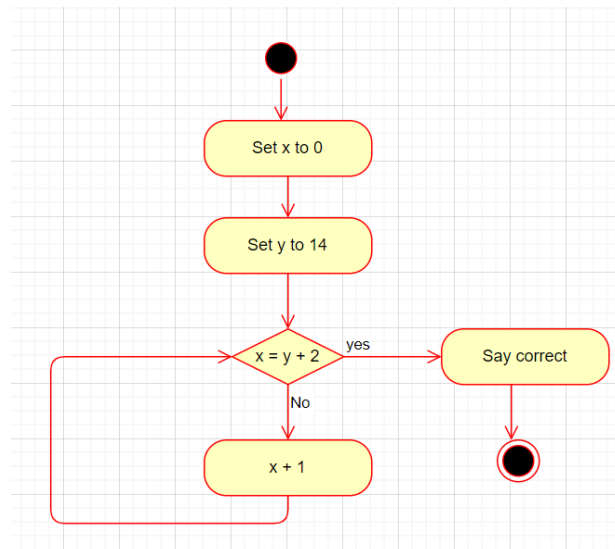 Set x to 0
Set y to 14
x = y + 2
yes
Say correct
No
x + 1